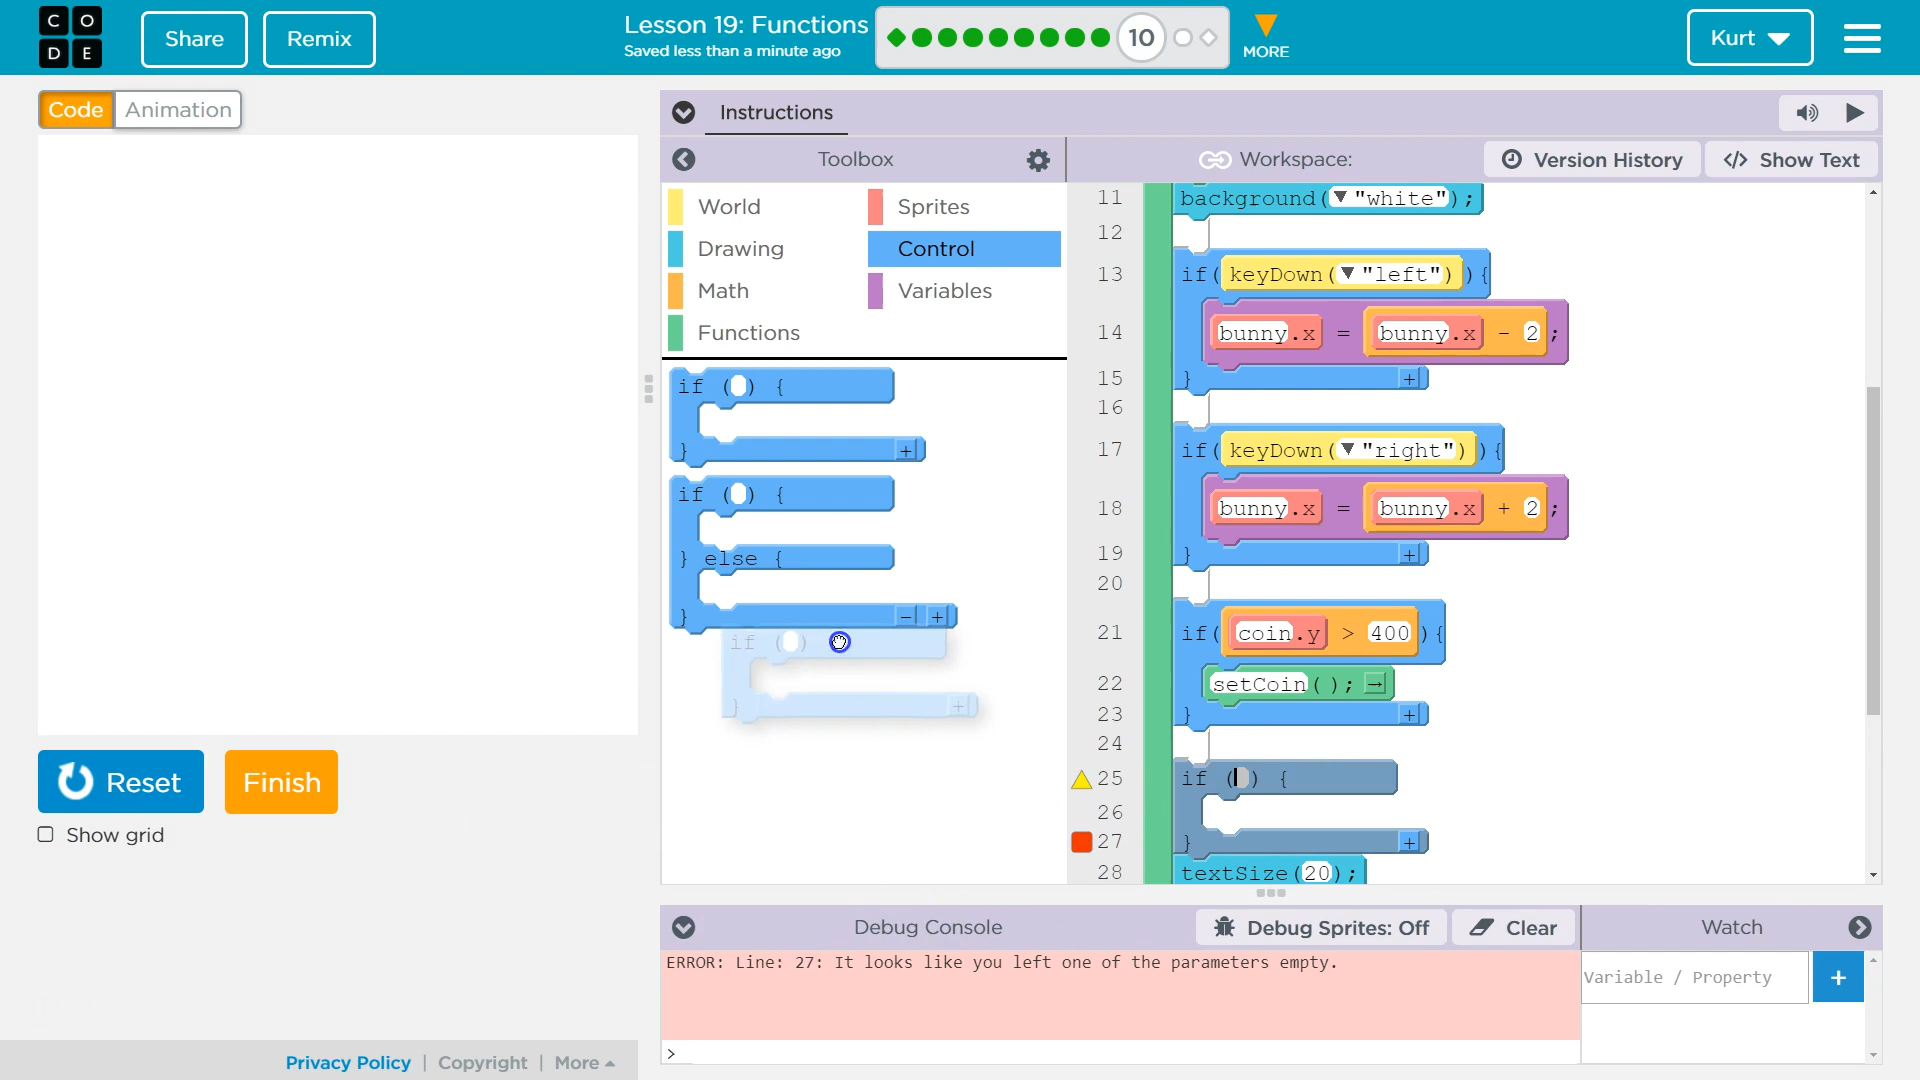 C O
D E
Share
Remix
Lesson 19: Functions
Saved less than a minute ago
10
MORE
Kurt
Code
Animation
Instructions
Toolbox
Workspace:
Version History
</> Show Text
World
Sprites
Drawing
Control
Math
Variables
Functions
if ( ) {
} +
if ( ) {
} else {
} - +
if ( )
} +
11 background( ▼ "white");
12
13 if( keyDown( ▼ "left") ){
14 bunny.x = bunny.x - 2 ;
15 } +
16
17 if( keyDown( ▼ "right") ){
18 bunny.x = bunny.x + 2 ;
19 } +
20
21 if( coin.y > 400 ){
22 setCoin(); →
23 } +
24
25 if ( ) {
26
27 } +
28 textSize(20);
Reset
Finish
Show grid
Debug Console
Debug Sprites: Off
Clear
Watch
ERROR: Line: 27: It looks like you left one of the parameters empty.
>
Variable / Property
+
Privacy Policy | Copyright | More